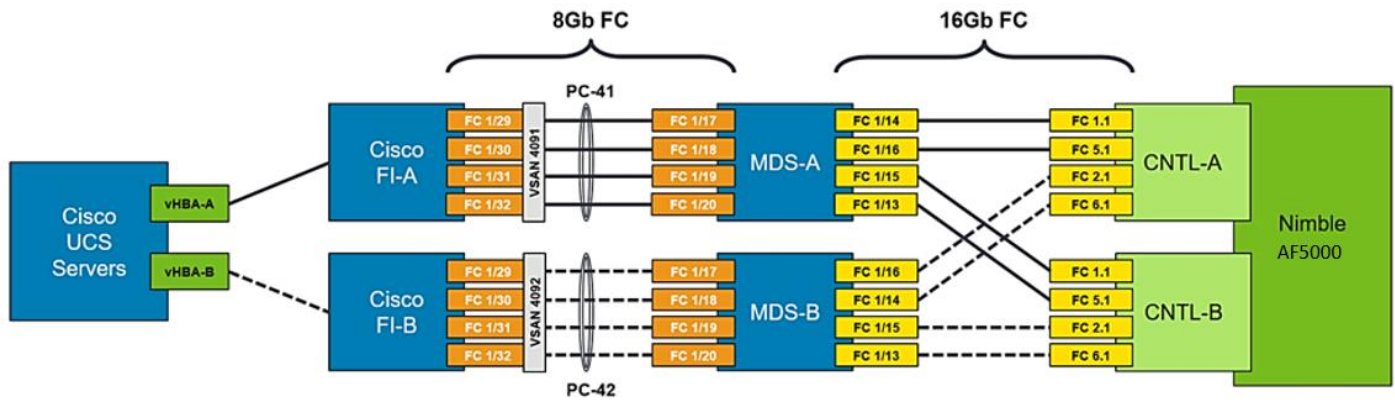 8Gb FC
16Gb FC
PC-41
Cisco
UCS
Servers
vHBA-A
vHBA-B
Cisco
FI-A
FC 1/29
FC 1/30
FC 1/31
FC 1/32
VSAN 4091
FC 1/17
FC 1/18
FC 1/19
FC 1/20
MDS-A
FC 1/14
FC 1/16
FC 1/15
FC 1/13
FC 1.1
FC 5.1
FC 2.1
FC 6.1
CNTL-A
Cisco
FI-B
FC 1/29
FC 1/30
FC 1/31
FC 1/32
VSAN 4092
FC 1/17
FC 1/18
FC 1/19
FC 1/20
MDS-B
FC 1/16
FC 1/14
FC 1/15
FC 1/13
FC 1.1
FC 5.1
FC 2.1
FC 6.1
CNTL-B
Nimble
AF5000
PC-42